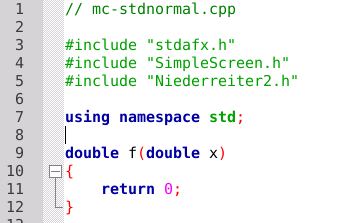 1 // mc-stdnormal.cpp
2
3 #include "stdafx.h"
4 #include "SimpleScreen.h"
5 #include "Niederreiter2.h"
6
7 using namespace std;
8
9 double f(double x)
10 {
11 return 0;
12 }